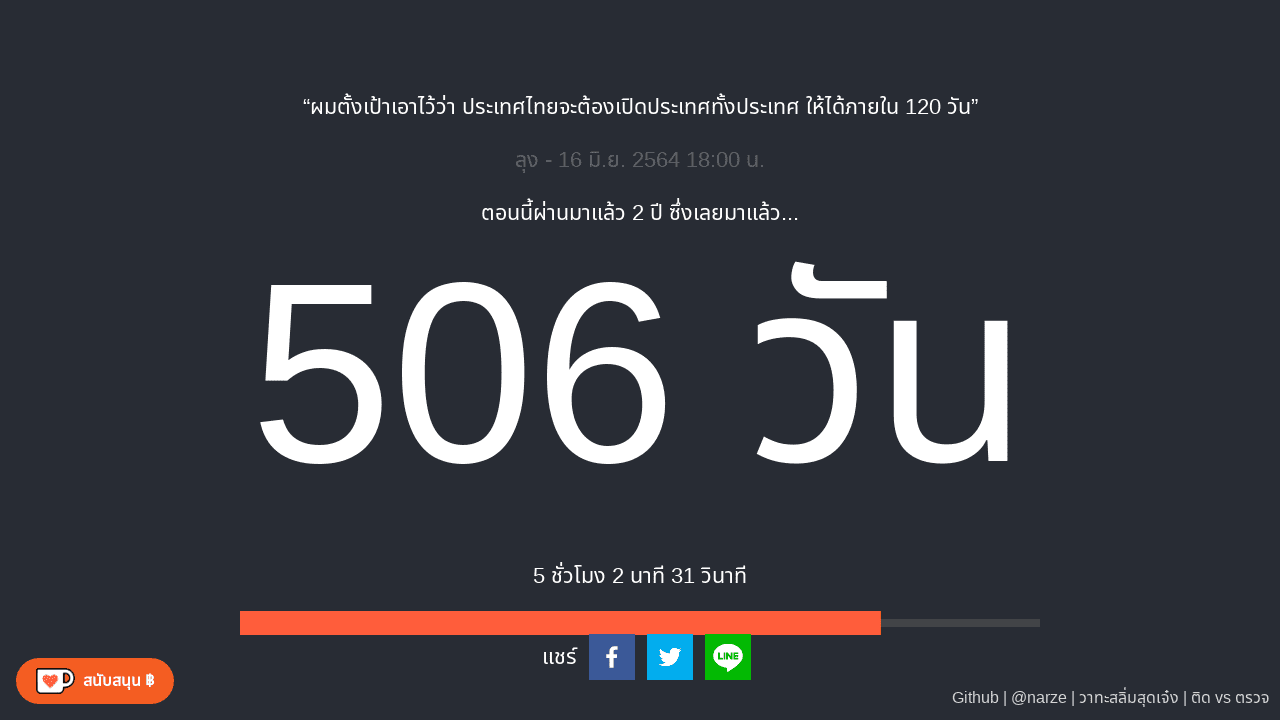 “ผมตั้งเป้าเอาไว้ว่า ประเทศไทยจะต้องเปิดประเทศทั้งประเทศ ให้ได้ภายใน 120 วัน”
ลุง - 16 มิ.ย. 2564 18:00 น.
ตอนนี้ผ่านมาแล้ว 2 ปี ซึ่งเลยมาแล้ว...
506 วัน
5 ชั่วโมง 2 นาที 31 วินาที
แชร์
LINE
สนับสนุน ฿
Github | @narze | วาทะสลิ่มสุดเจ๋ง | ติด vs ตรวจ